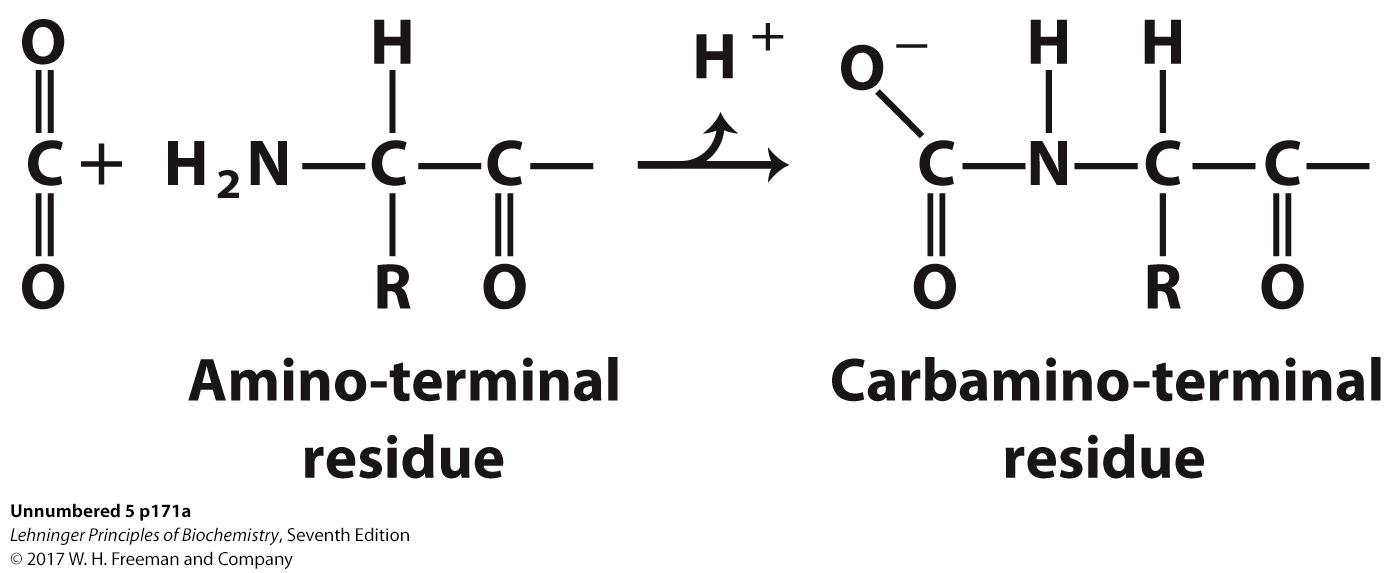 O H H + O − H H
C + H₂N C C C N C C
O R O O R O
Amino-terminal Carbamino-terminal
residue residue
Unnumbered 5 p171a
Lehninger Principles of Biochemistry, Seventh Edition
© 2017 W. H. Freeman and Company